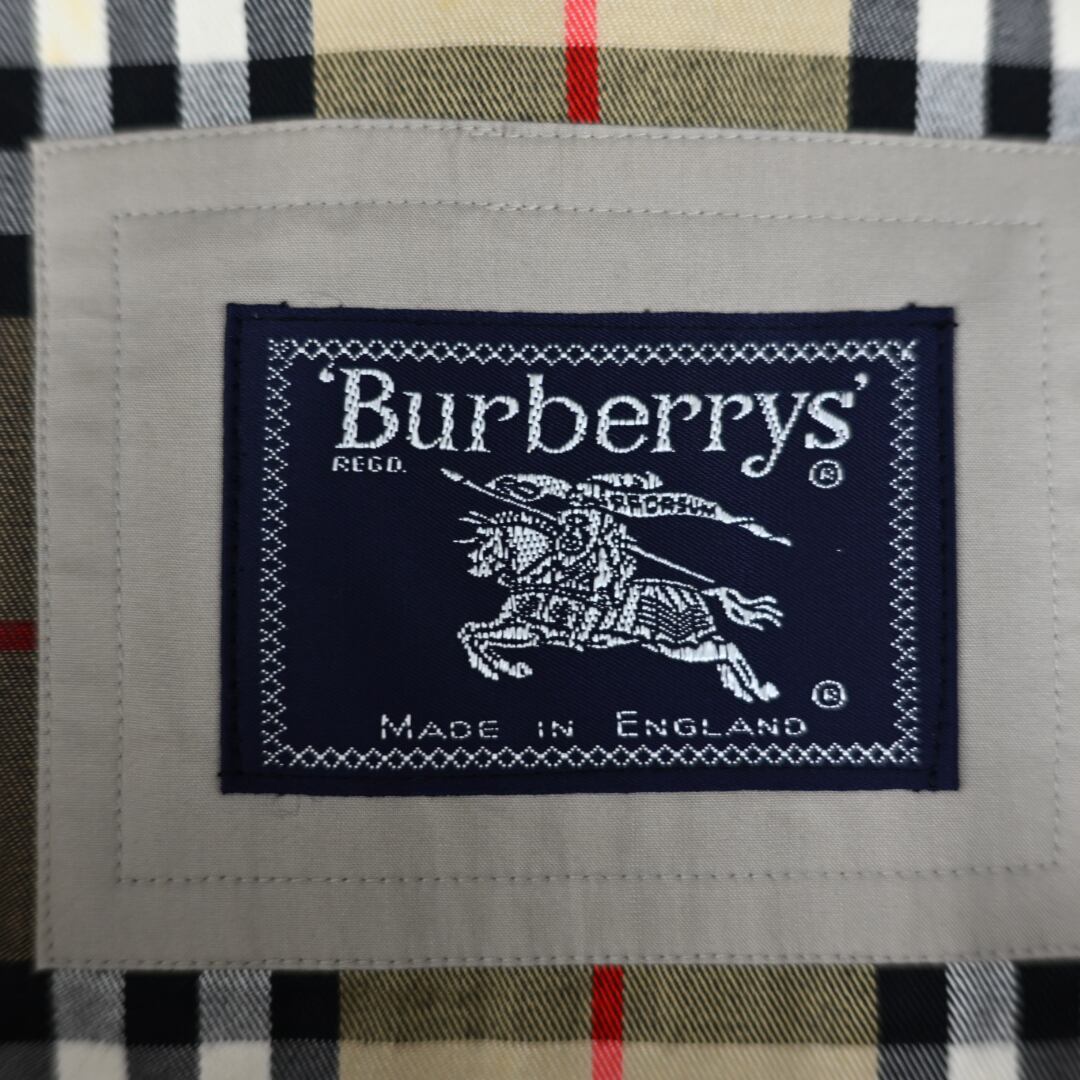 'Burberrys'
REGD. ®
PRORSUM
®
MADE IN ENGLAND